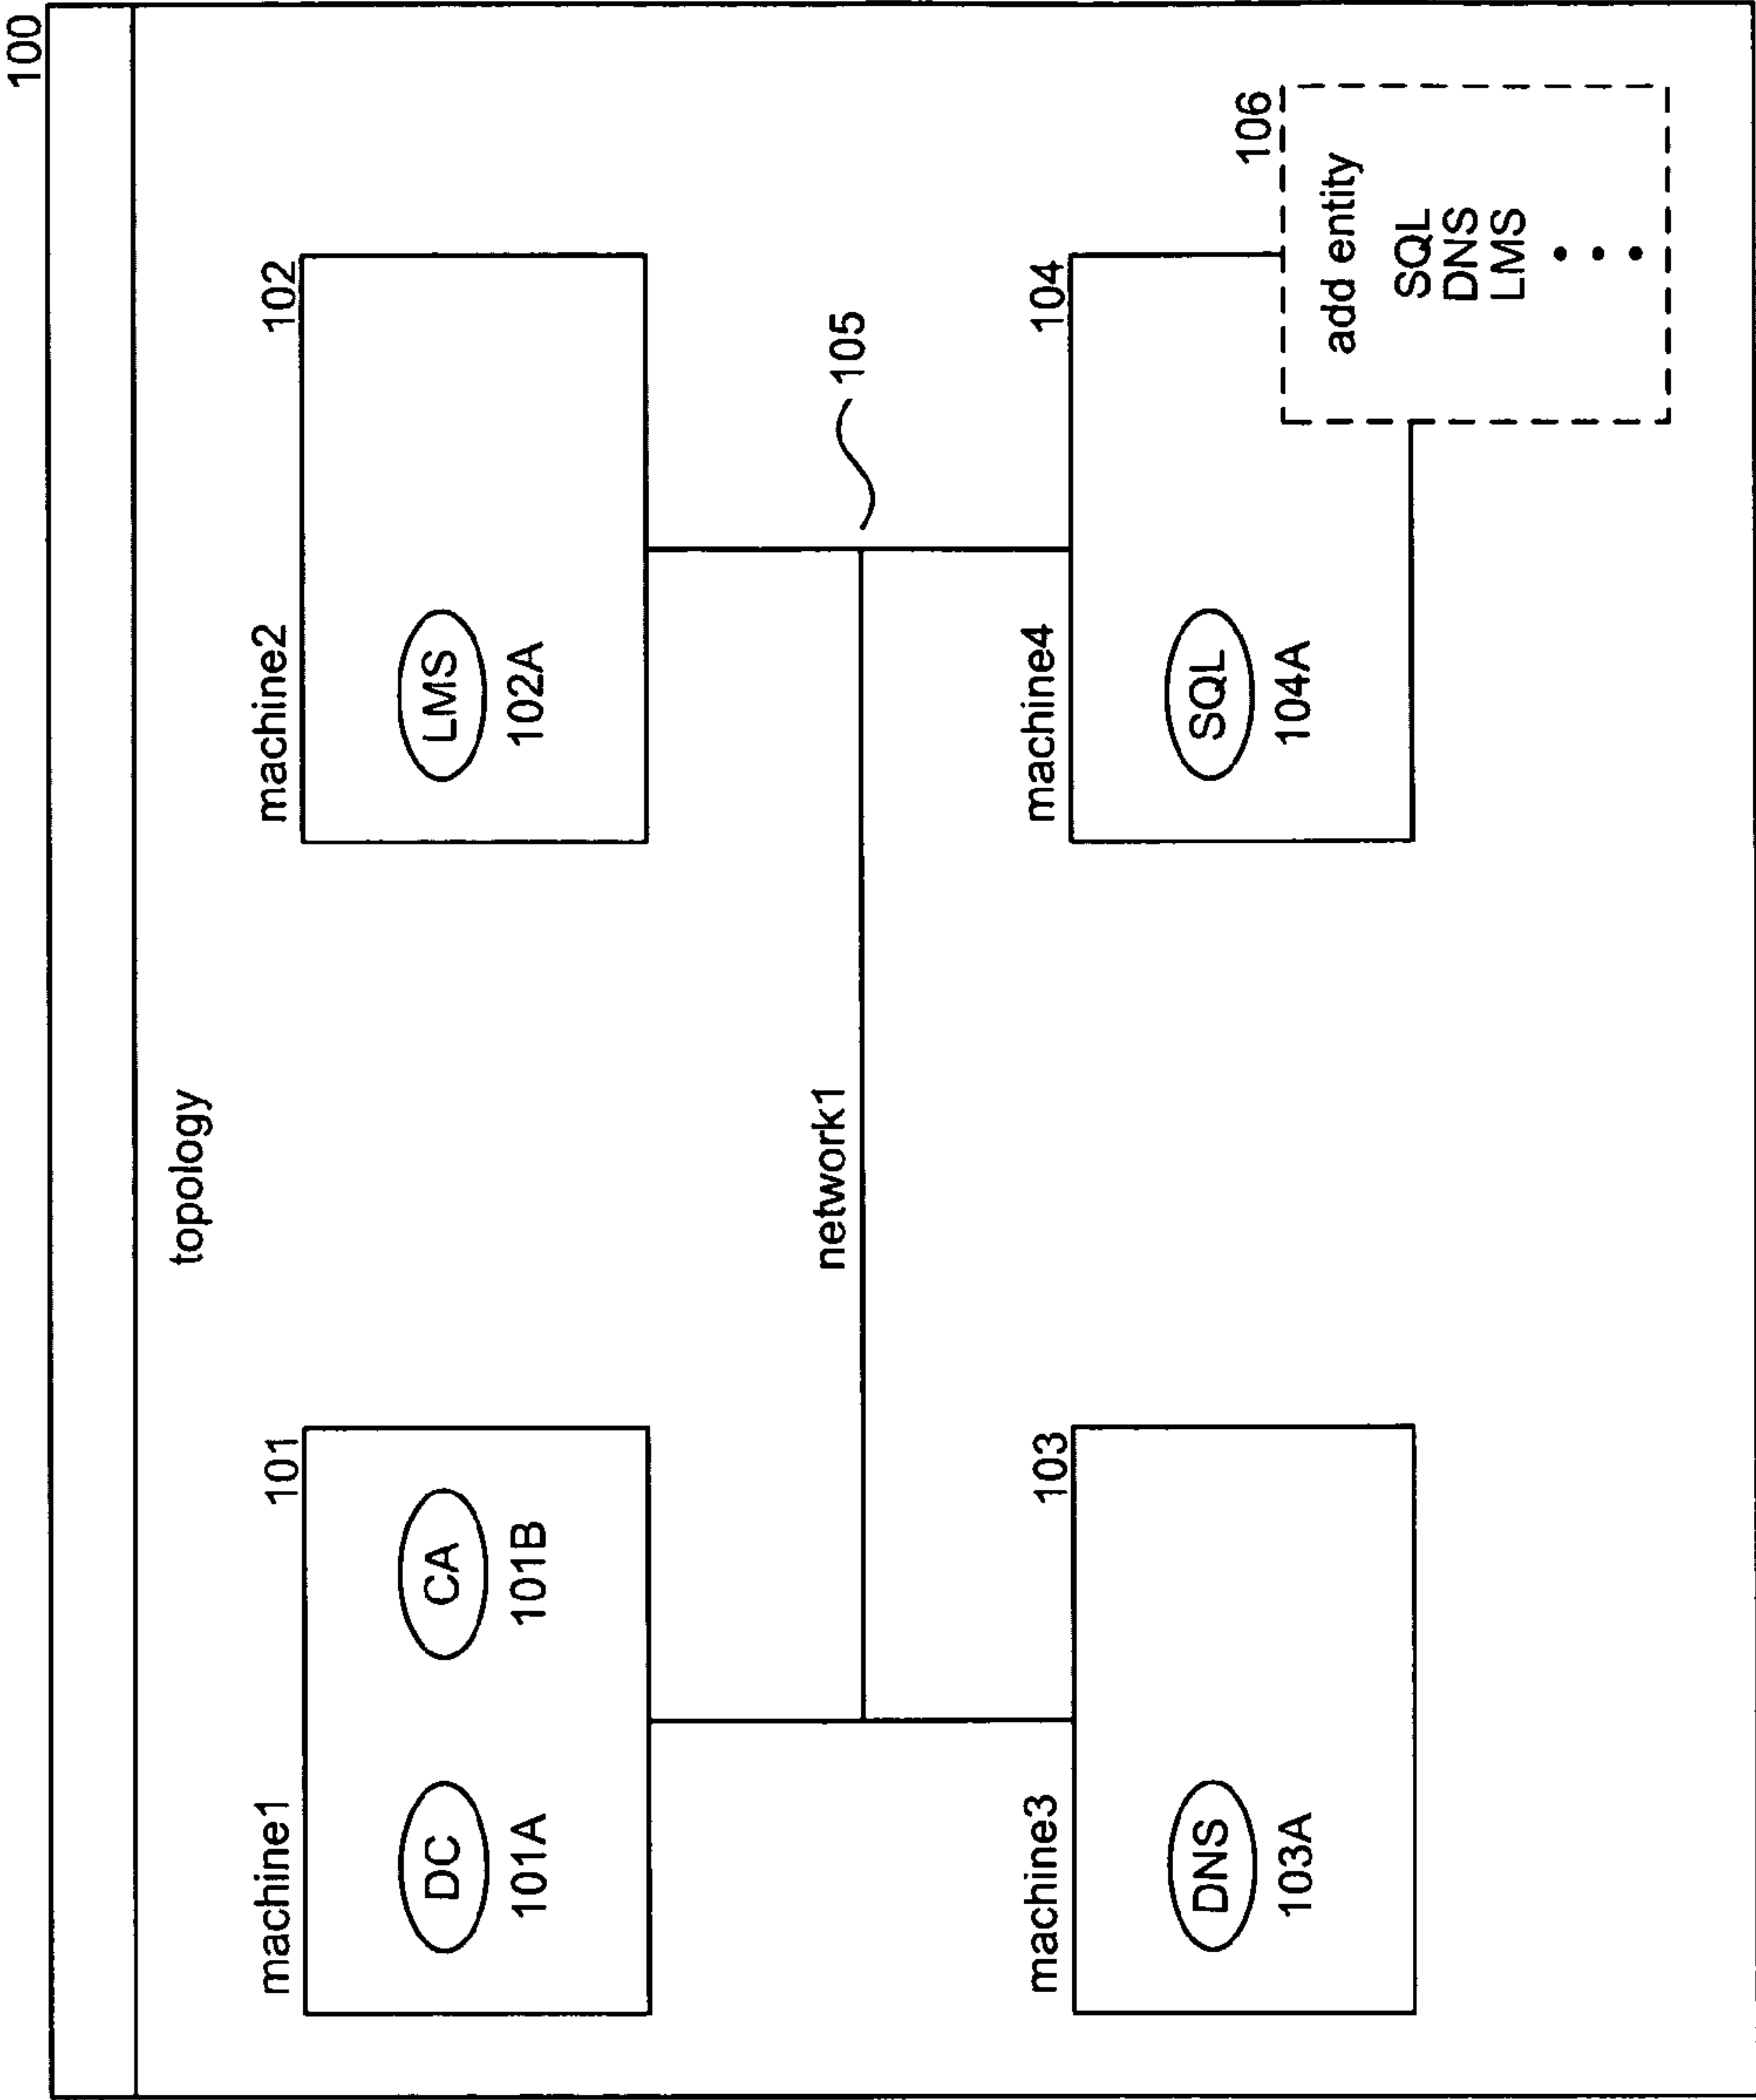 100
topology
machine1
101
DC
CA
101A
101B
machine2
102
LMS
102A
network1
105
machine3
103
DNS
103A
machine4
104
SQL
104A
106
add entity
SQL
DNS
LMS